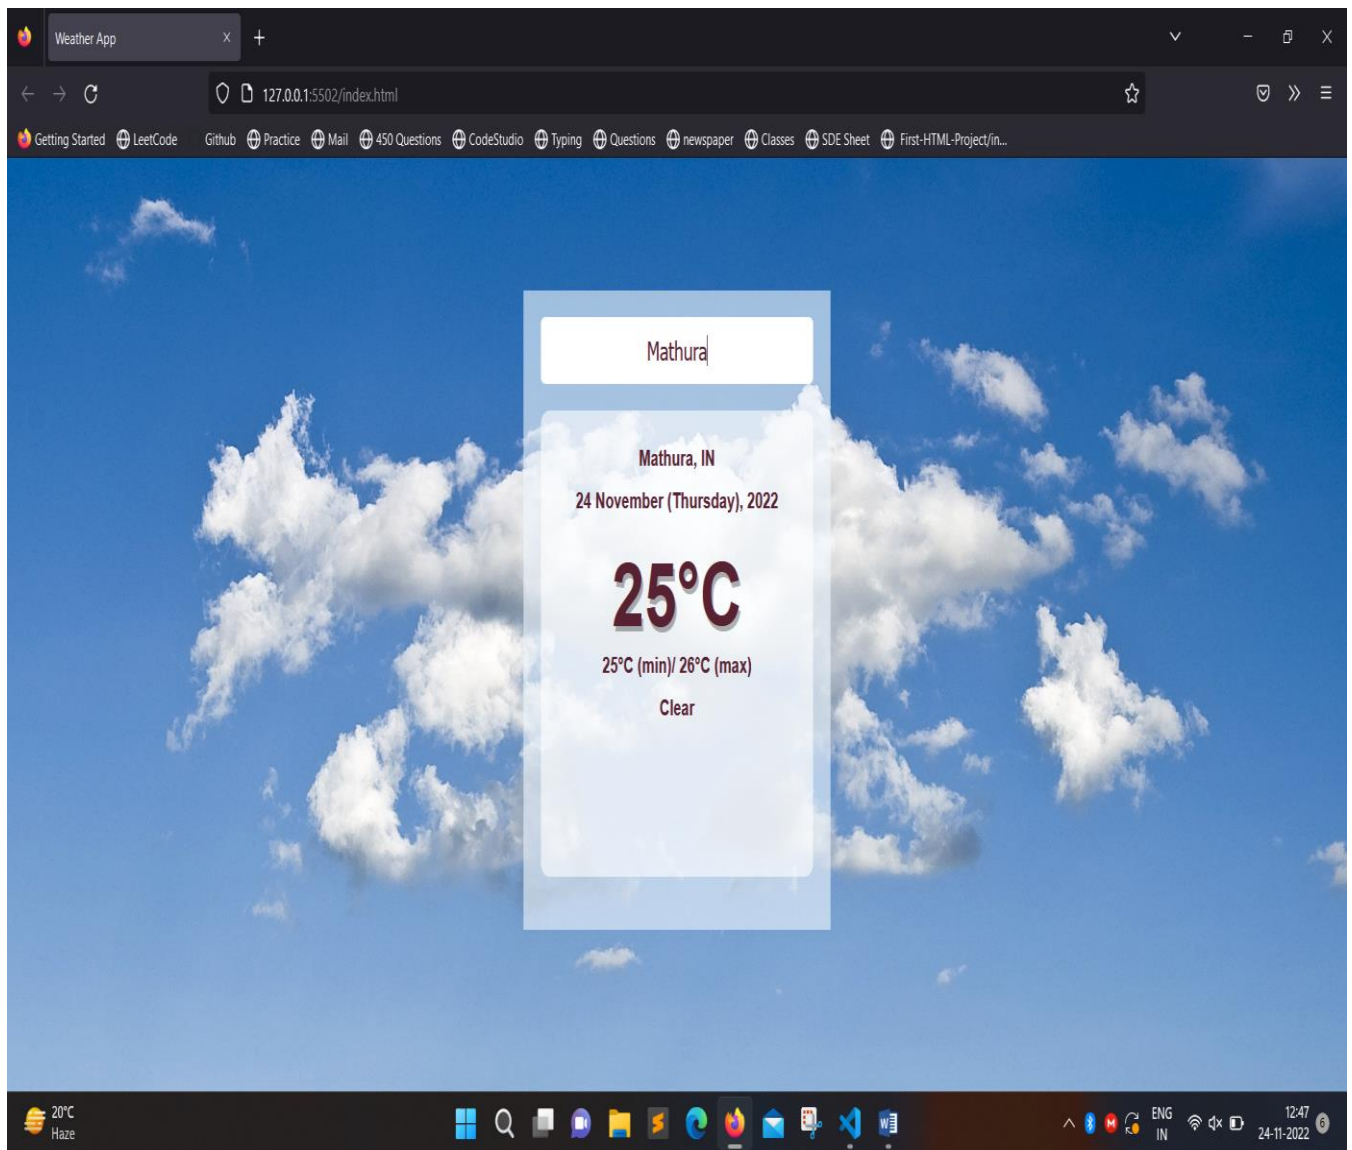 Weather App
127.0.0.1:5502/index.html
Getting Started LeetCode Github Practice Mail 450 Questions CodeStudio Typing Questions newspaper Classes SDE Sheet First-HTML-Project/in...
Mathura
Mathura, IN
24 November (Thursday), 2022
25°C
25°C (min)/ 26°C (max)
Clear
20°C
Haze
ENG
IN
12:47
24-11-2022
6